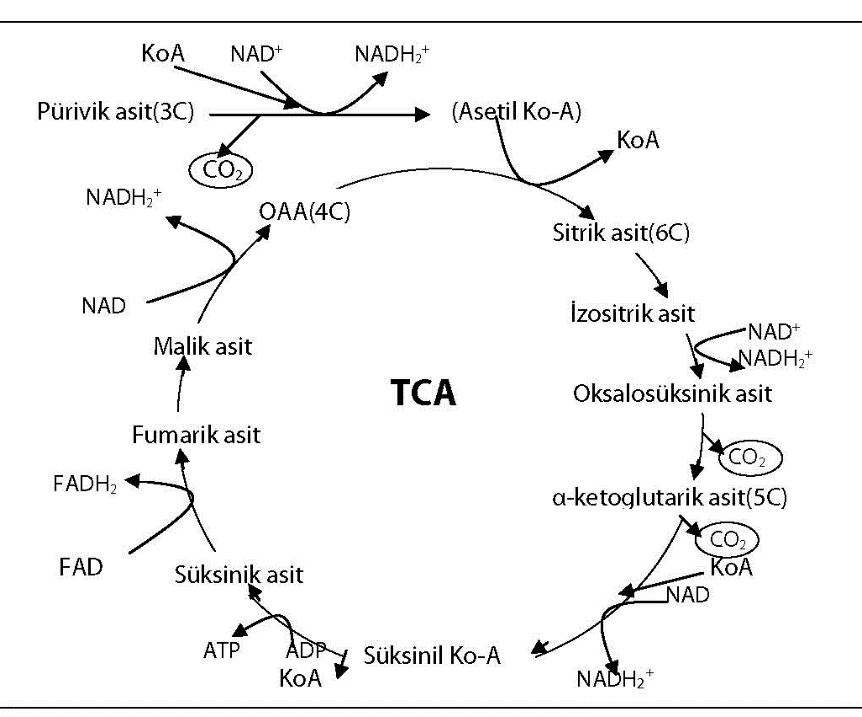 KoA NAD⁺ NADH₂⁺
Pürivik asit(3C) (Asetil Ko-A)
KoA
CO₂
NADH₂⁺
OAA(4C)
Sitrik asit(6C)
NAD
İzositrik asit
NAD⁺
Malik asit
NADH₂⁺
TCA
Oksalosüksinik asit
Fumarik asit
CO₂
FADH₂
α-ketoglutarik asit(5C)
CO₂
FAD
KoA
Süksinik asit
NAD
ATP ADP Süksinil Ko-A
KoA NADH₂⁺